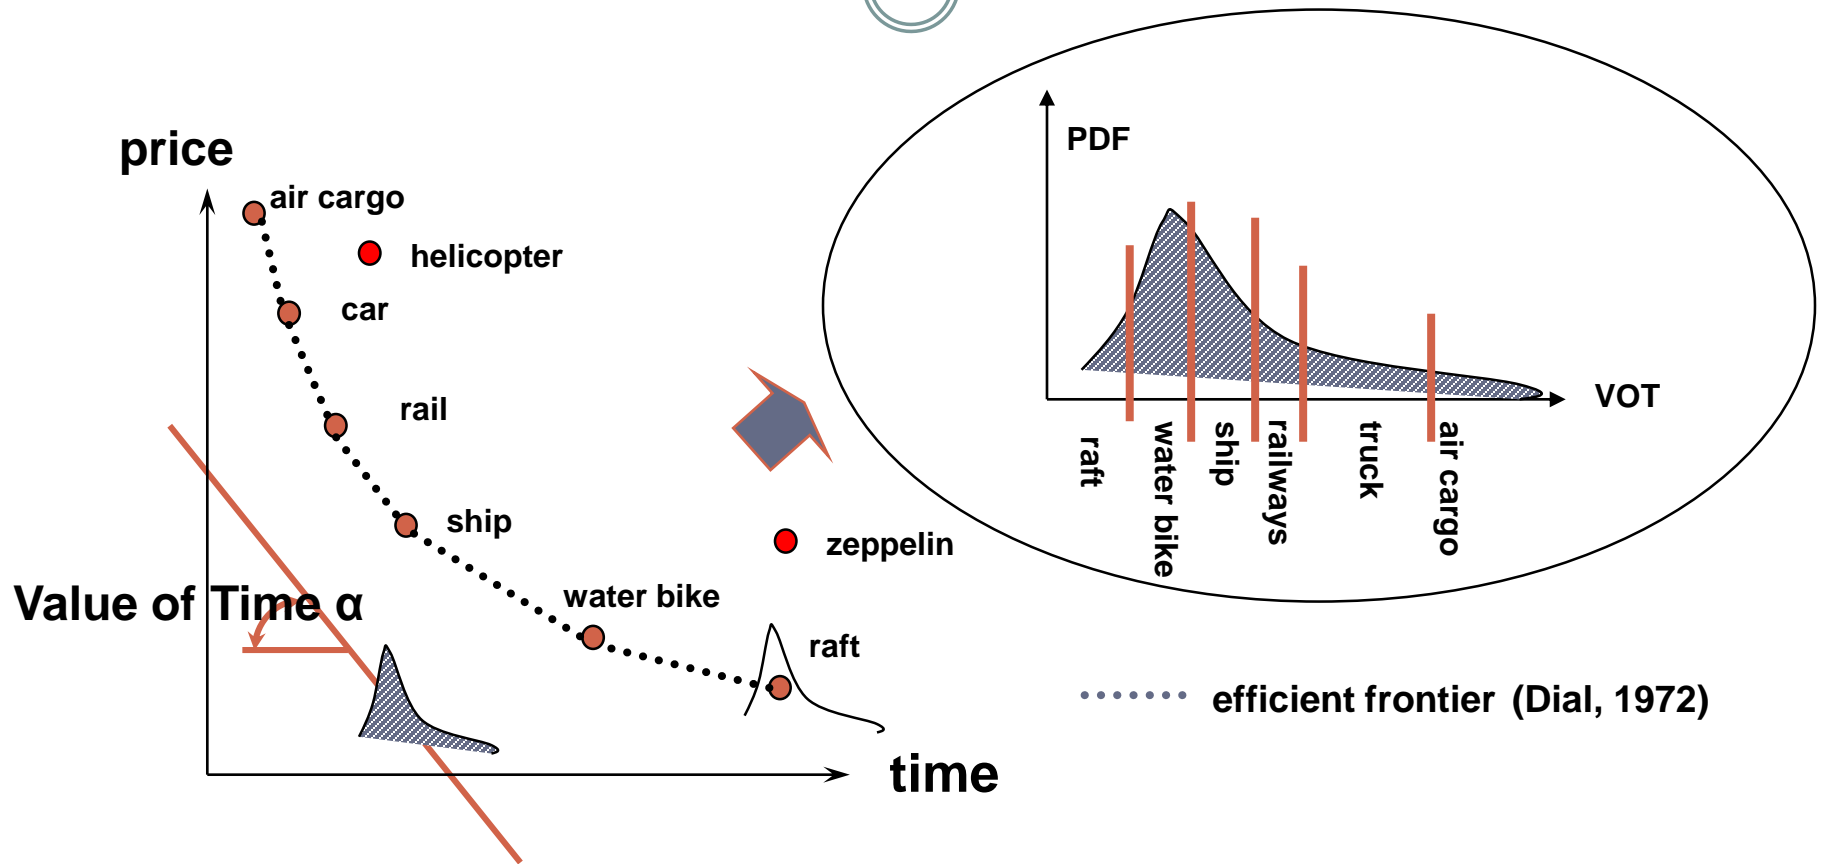 price
air cargo
helicopter
car
rail
ship
Value of Time α
water bike
zeppelin
raft
time
PDF
VOT
raft
water bike
ship
railways
truck
air cargo
efficient frontier (Dial, 1972)